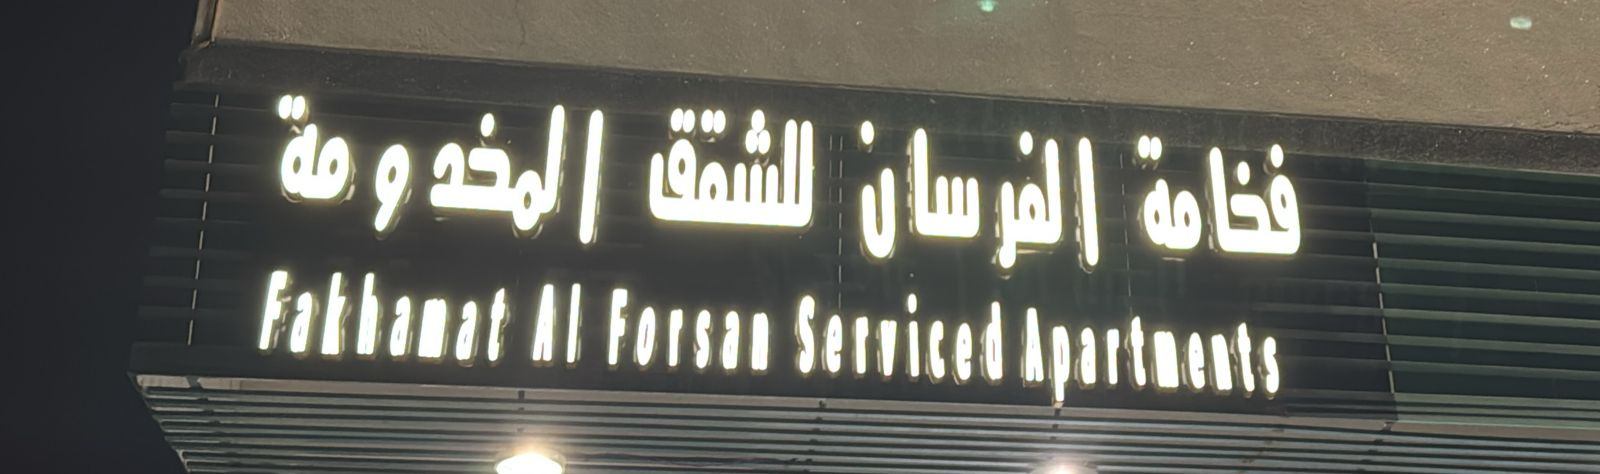 فخامة الفرسان للشقق المخدومة
Fakhamat Al Forsan Serviced Apartments